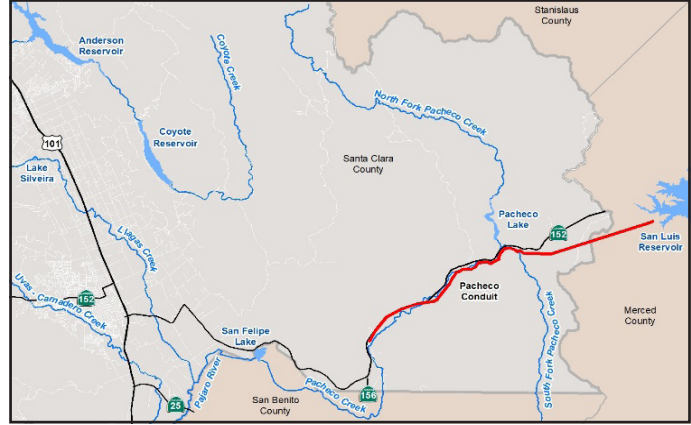 Stanislaus
County
Anderson
Reservoir
Coyote Creek
North Fork Pacheco Creek
101
Coyote
Reservoir
Santa Clara
County
Lake
Silveira
Pacheco
Lake
152
San Luis
Reservoir
Llagas Creek
Pacheco
Conduit
152
Uvas - Carnadero Creek
Merced
County
San Felipe
Lake
South Fork Pacheco Creek
Pajaro River
Pacheco Creek
156
San Benito
County
25